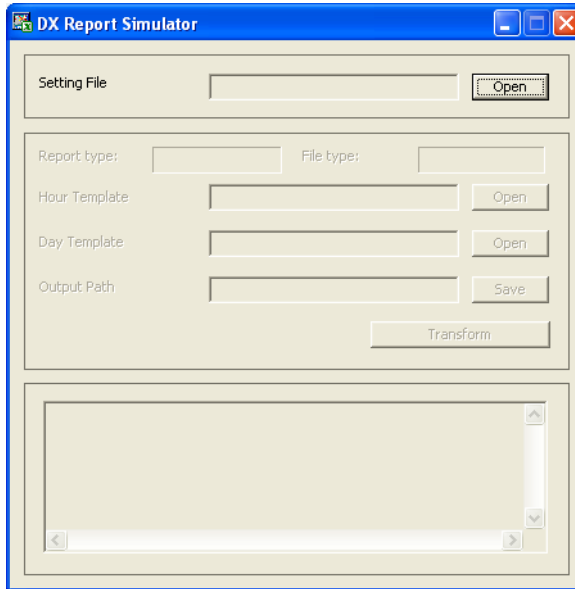 DX Report Simulator
Setting File Open
Report type: File type:
Hour Template Open
Day Template Open
Output Path Save
Transform